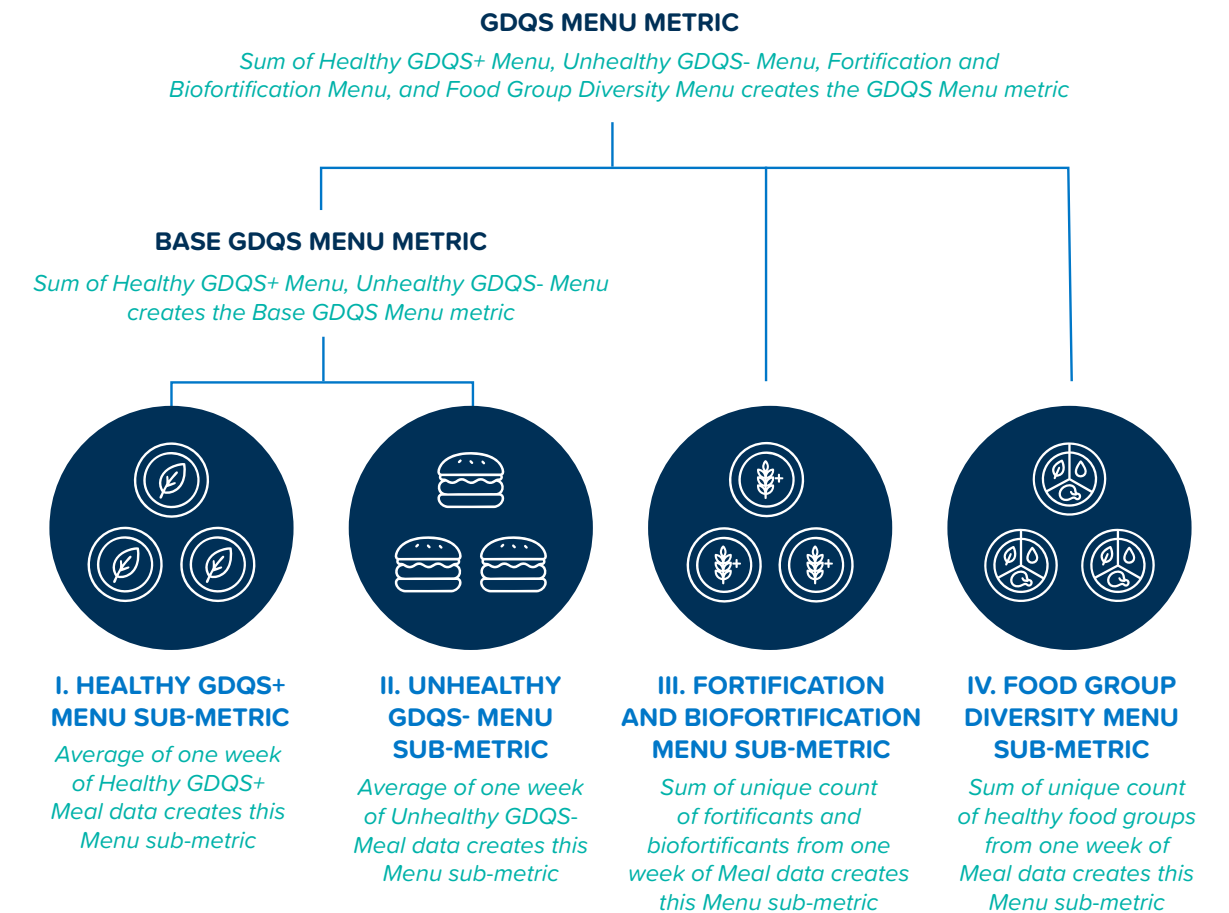 GDQS MENU METRIC
Sum of Healthy GDQS+ Menu, Unhealthy GDQS- Menu, Fortification and
Biofortification Menu, and Food Group Diversity Menu creates the GDQS Menu metric
BASE GDQS MENU METRIC
Sum of Healthy GDQS+ Menu, Unhealthy GDQS- Menu
creates the Base GDQS Menu metric
I. HEALTHY GDQS+
MENU SUB-METRIC
Average of one week
of Healthy GDQS+
Meal data creates this
Menu sub-metric
II. UNHEALTHY
GDQS- MENU
SUB-METRIC
Average of one week
of Unhealthy GDQS-
Meal data creates this
Menu sub-metric
III. FORTIFICATION
AND BIOFORTIFICATION
MENU SUB-METRIC
Sum of unique count
of fortificants and
biofortificants from one
week of Meal data creates
this Menu sub-metric
IV. FOOD GROUP
DIVERSITY MENU
SUB-METRIC
Sum of unique count
of healthy food groups
from one week of
Meal data creates this
Menu sub-metric